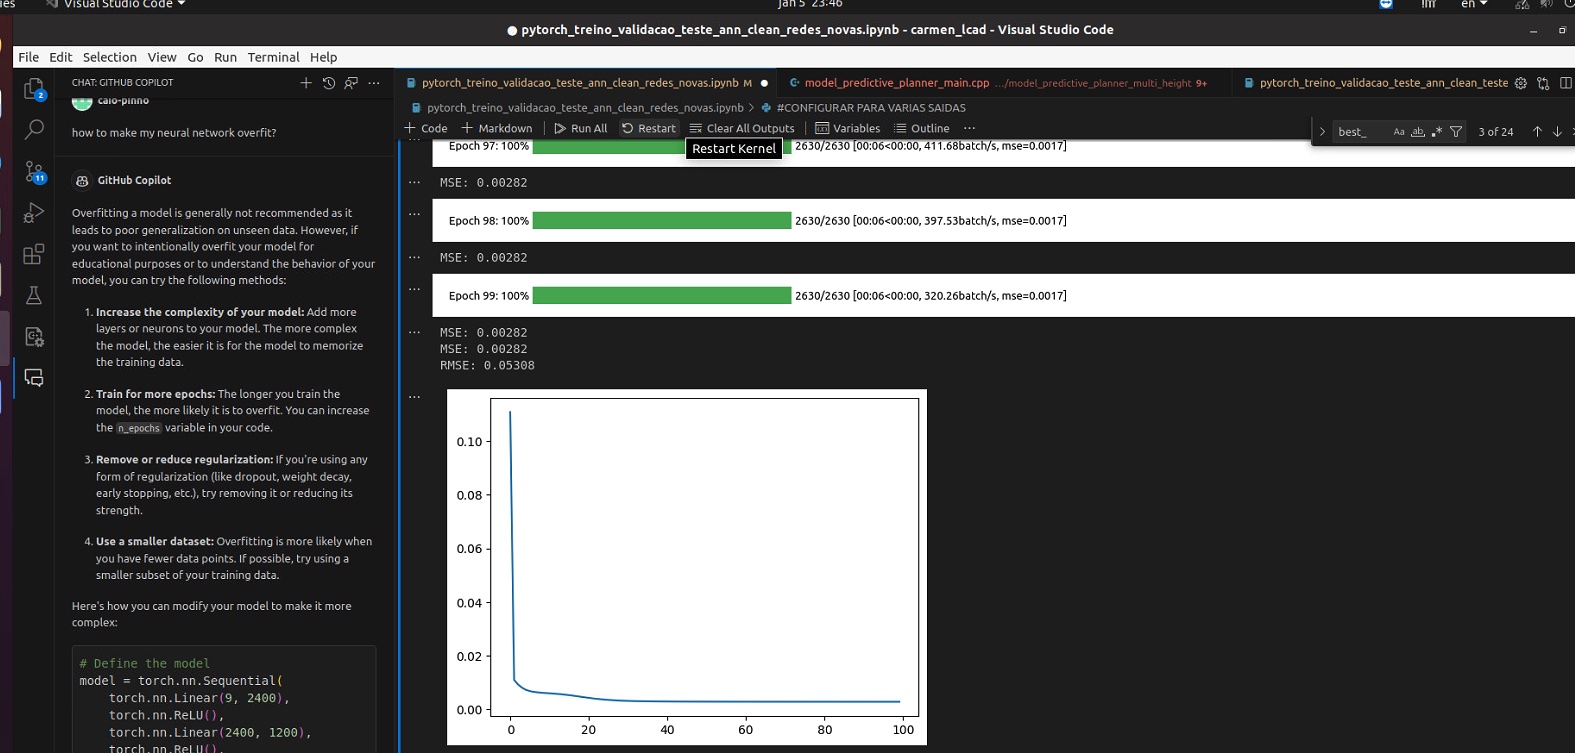 ies
Visual Studio Code
Jan 5 23:46
en
pytorch_treino_validacao_teste_ann_clean_redes_novas.ipynb - carmen_lcad - Visual Studio Code
File Edit Selection View Go Run Terminal Help
CHAT: GITHUB COPILOT
pytorch_treino_validacao_teste_ann_clean_redes_novas.ipynb M
model_predictive_planner_main.cpp .../model_predictive_planner_multi_height 9+
pytorch_treino_validacao_teste_ann_clean_teste
caio-pinho
pytorch_treino_validacao_teste_ann_clean_redes_novas.ipynb > #CONFIGURAR PARA VARIAS SAIDAS
Code Markdown Run All Restart Clear All Outputs Variables Outline ...
best_ Aa ab 3 of 24
Restart Kernel
how to make my neural network overfit?
GitHub Copilot
Overfitting a model is generally not recommended as it
leads to poor generalization on unseen data. However, if
you want to intentionally overfit your model for
educational purposes or to understand the behavior of your
model, you can try the following methods:
1. Increase the complexity of your model: Add more
layers or neurons to your model. The more complex
the model, the easier it is for the model to memorize
the training data.
2. Train for more epochs: The longer you train the
model, the more likely it is to overfit. You can increase
the n_epochs variable in your code.
3. Remove or reduce regularization: If you're using any
form of regularization (like dropout, weight decay,
early stopping, etc.), try removing it or reducing its
strength.
4. Use a smaller dataset: Overfitting is more likely when
you have fewer data points. If possible, try using a
smaller subset of your training data.
Here's how you can modify your model to make it more
complex:
# Define the model
model = torch.nn.Sequential(
torch.nn.Linear(9, 2400),
torch.nn.ReLU(),
torch.nn.Linear(2400, 1200),
torch.nn.ReLU(),
2
11
Epoch 97: 100% 2630/2630 [00:06<00:00, 411.68batch/s, mse=0.0017]
MSE: 0.00282
Epoch 98: 100% 2630/2630 [00:06<00:00, 397.53batch/s, mse=0.0017]
MSE: 0.00282
Epoch 99: 100% 2630/2630 [00:06<00:00, 320.26batch/s, mse=0.0017]
MSE: 0.00282
MSE: 0.00282
RMSE: 0.05308
0.10
0.08
0.06
0.04
0.02
0.00
0 20 40 60 80 100